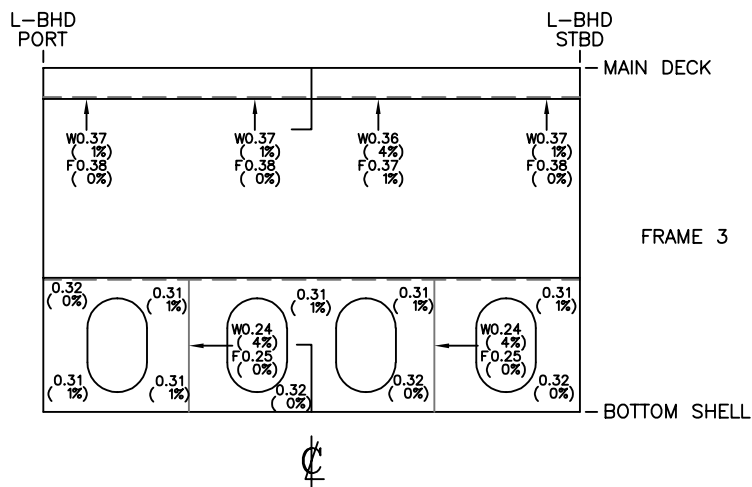 L-BHD
PORT
L-BHD
STBD
MAIN DECK
W0.37
( 1%)
F0.38
( 0%)
W0.37
( 1%)
F0.38
( 0%)
W0.36
( 4%)
F0.37
( 1%)
W0.37
( 1%)
F0.38
( 0%)
FRAME 3
0.32
( 0%)
0.31
( 1%)
0.31
( 1%)
0.31
( 1%)
0.31
( 1%)
W0.24
( 4%)
F0.25
( 0%)
W0.24
( 4%)
F0.25
( 0%)
0.31
( 1%)
0.31
( 1%)
0.32
( 0%)
0.32
( 0%)
0.32
( 0%)
BOTTOM SHELL
℄